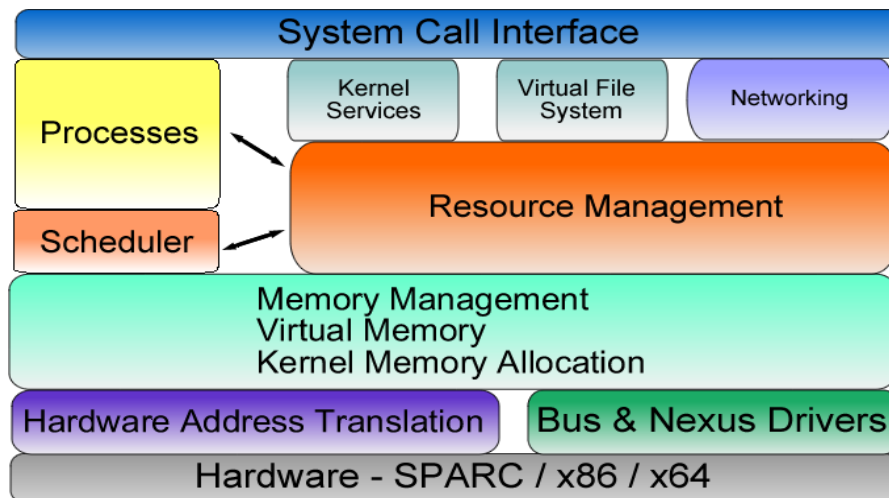 System Call Interface
Processes
Kernel
Services
Virtual File
System
Networking
Resource Management
Scheduler
Memory Management
Virtual Memory
Kernel Memory Allocation
Hardware Address Translation
Bus & Nexus Drivers
Hardware - SPARC / x86 / x64